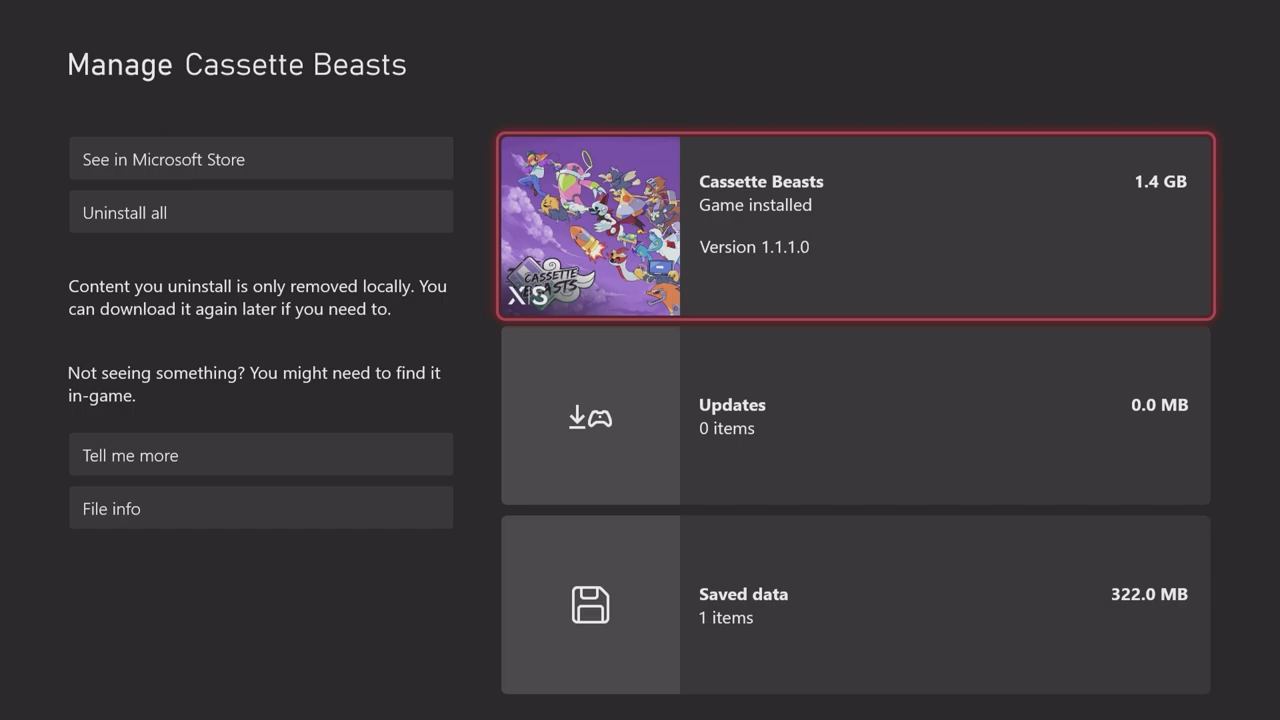 Manage Cassette Beasts
See in Microsoft Store
Uninstall all
Content you uninstall is only removed locally. You
can download it again later if you need to.
Not seeing something? You might need to find it
in-game.
Tell me more
File info
CASSETTE
BEASTS
X|S
Cassette Beasts
1.4 GB
Game installed
Version 1.1.1.0
Updates
0.0 MB
0 items
Saved data
322.0 MB
1 items